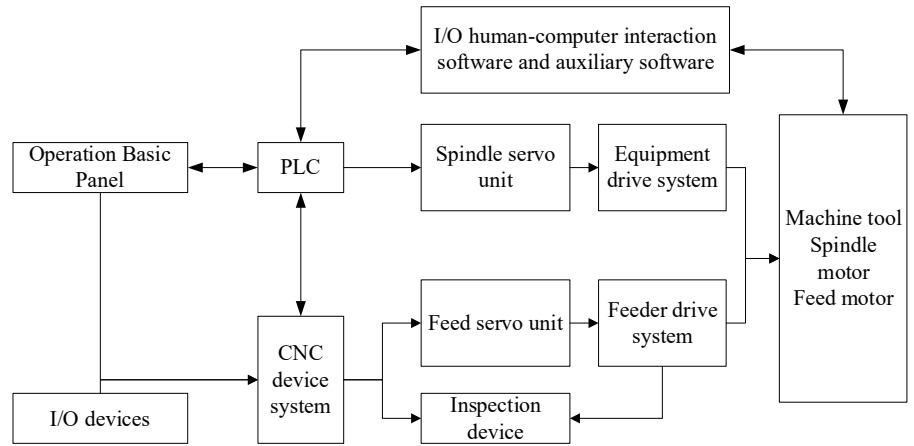 I/O human-computer interaction
software and auxiliary software
Operation Basic
Panel
PLC
Spindle servo
unit
Equipment
drive system
Machine tool
Spindle
motor
Feed motor
CNC
device
system
Feed servo unit
Feeder drive
system
I/O devices
Inspection
device